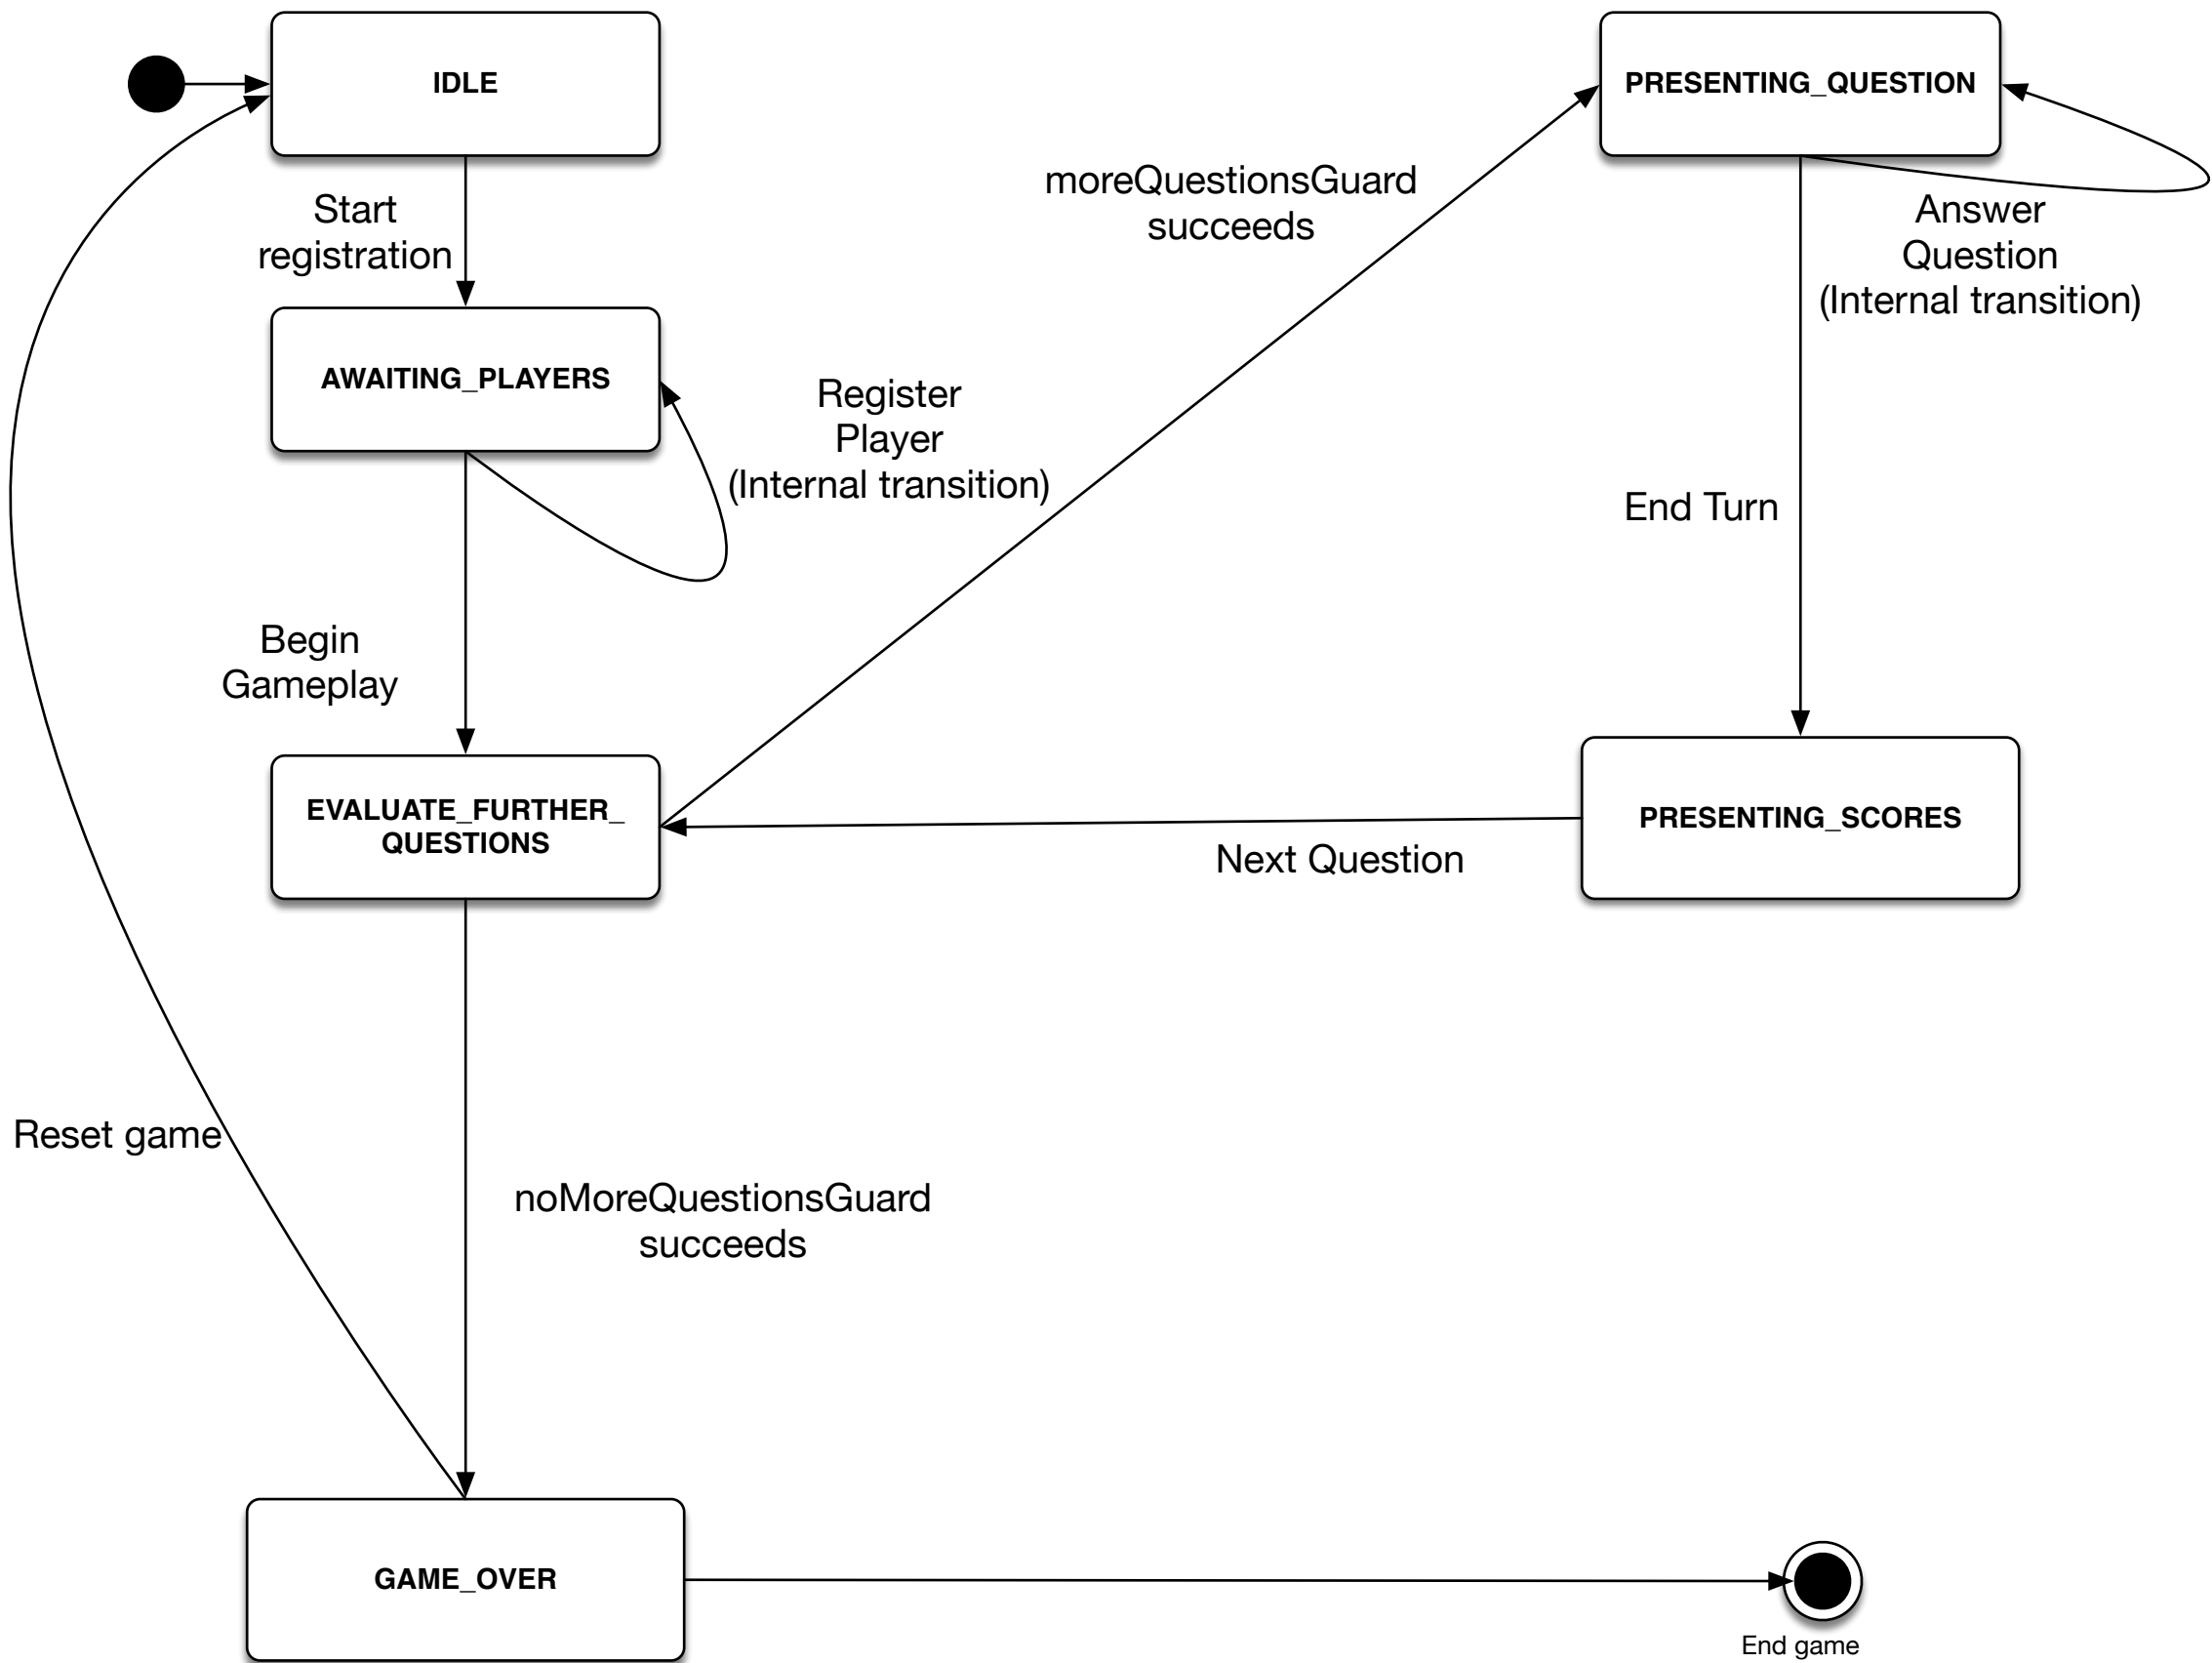 IDLE
PRESENTING_QUESTION
moreQuestionsGuard
succeeds
Start
registration
Answer
Question
(Internal transition)
AWAITING_PLAYERS
Register
Player
(Internal transition)
End Turn
Begin
Gameplay
EVALUATE_FURTHER_
QUESTIONS
PRESENTING_SCORES
Next Question
Reset game
noMoreQuestionsGuard
succeeds
GAME_OVER
End game